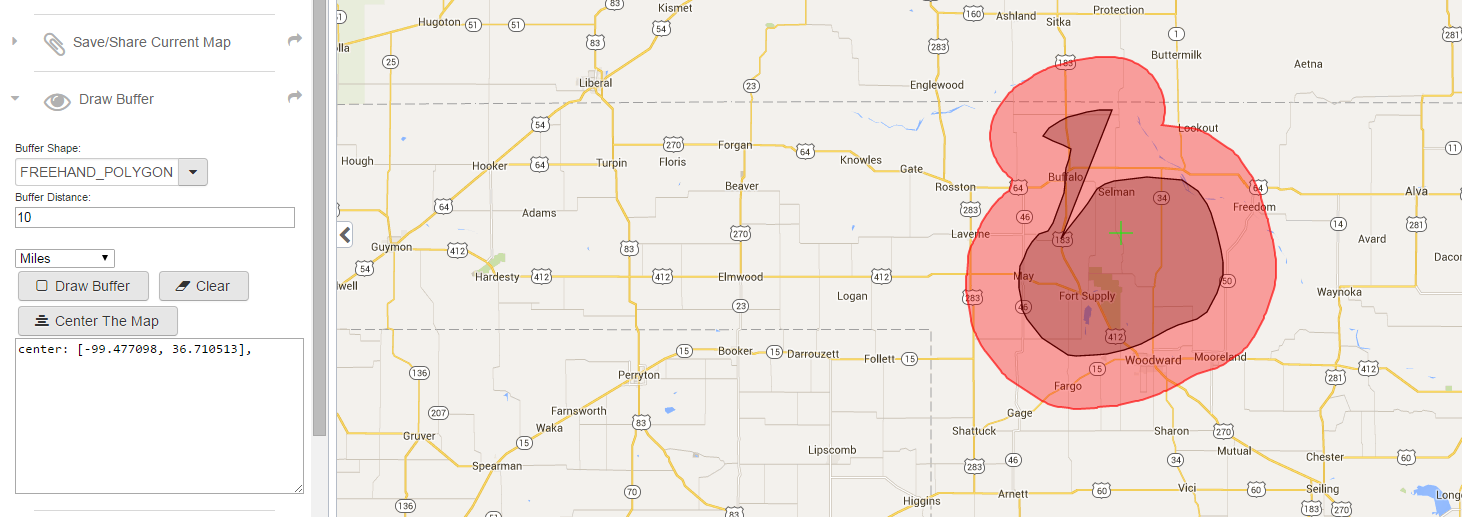 Save/Share Current Map
Draw Buffer
Buffer Shape:
FREEHAND_POLYGON
Buffer Distance:
10
Miles
Draw Buffer
Clear
Center The Map
center: [-99.477098, 36.710513],
83
Kismet
Hugoton
51
51
54
83
25
Liberal
23
54
160
Ashland
Sitka
Protection
1
281
283
Buttermilk
183
Aetna
Englewood
Lookout
Hough
Hooker
64
Turpin
270
Floris
Forgan
64
Knowles
Gate
11
Buffalo
Rosston
64
Selman
34
64
Alva
Beaver
64
Adams
283
46
Freedom
14
281
Laverne
183
Avard
Guymon
412
83
270
54
Hardesty
412
412
Elmwood
412
May
50
Waynoka
Logan
283
Fort Supply
46
23
412
15
Booker
15
Darrouzett
Follett
15
Woodward
Mooreland
136
Perryton
15
Fargo
281
412
207
Farnsworth
83
Gage
Waka
Shattuck
Sharon
270
Gruver
15
Lipscomb
Mutual
Spearman
283
46
34
Chester
60
70
Arnett
60
Vici
60
Seiling
136
83
Higgins
183
270